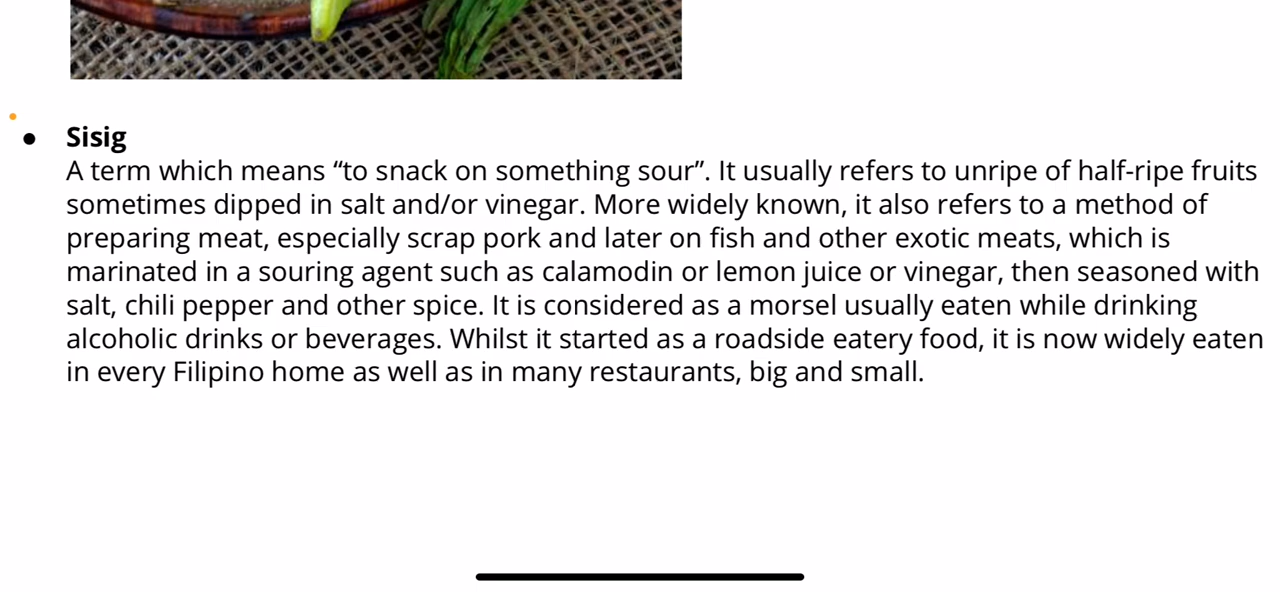 ● Sisig
A term which means “to snack on something sour”. It usually refers to unripe of half-ripe fruits
sometimes dipped in salt and/or vinegar. More widely known, it also refers to a method of
preparing meat, especially scrap pork and later on fish and other exotic meats, which is
marinated in a souring agent such as calamodin or lemon juice or vinegar, then seasoned with
salt, chili pepper and other spice. It is considered as a morsel usually eaten while drinking
alcoholic drinks or beverages. Whilst it started as a roadside eatery food, it is now widely eaten
in every Filipino home as well as in many restaurants, big and small.